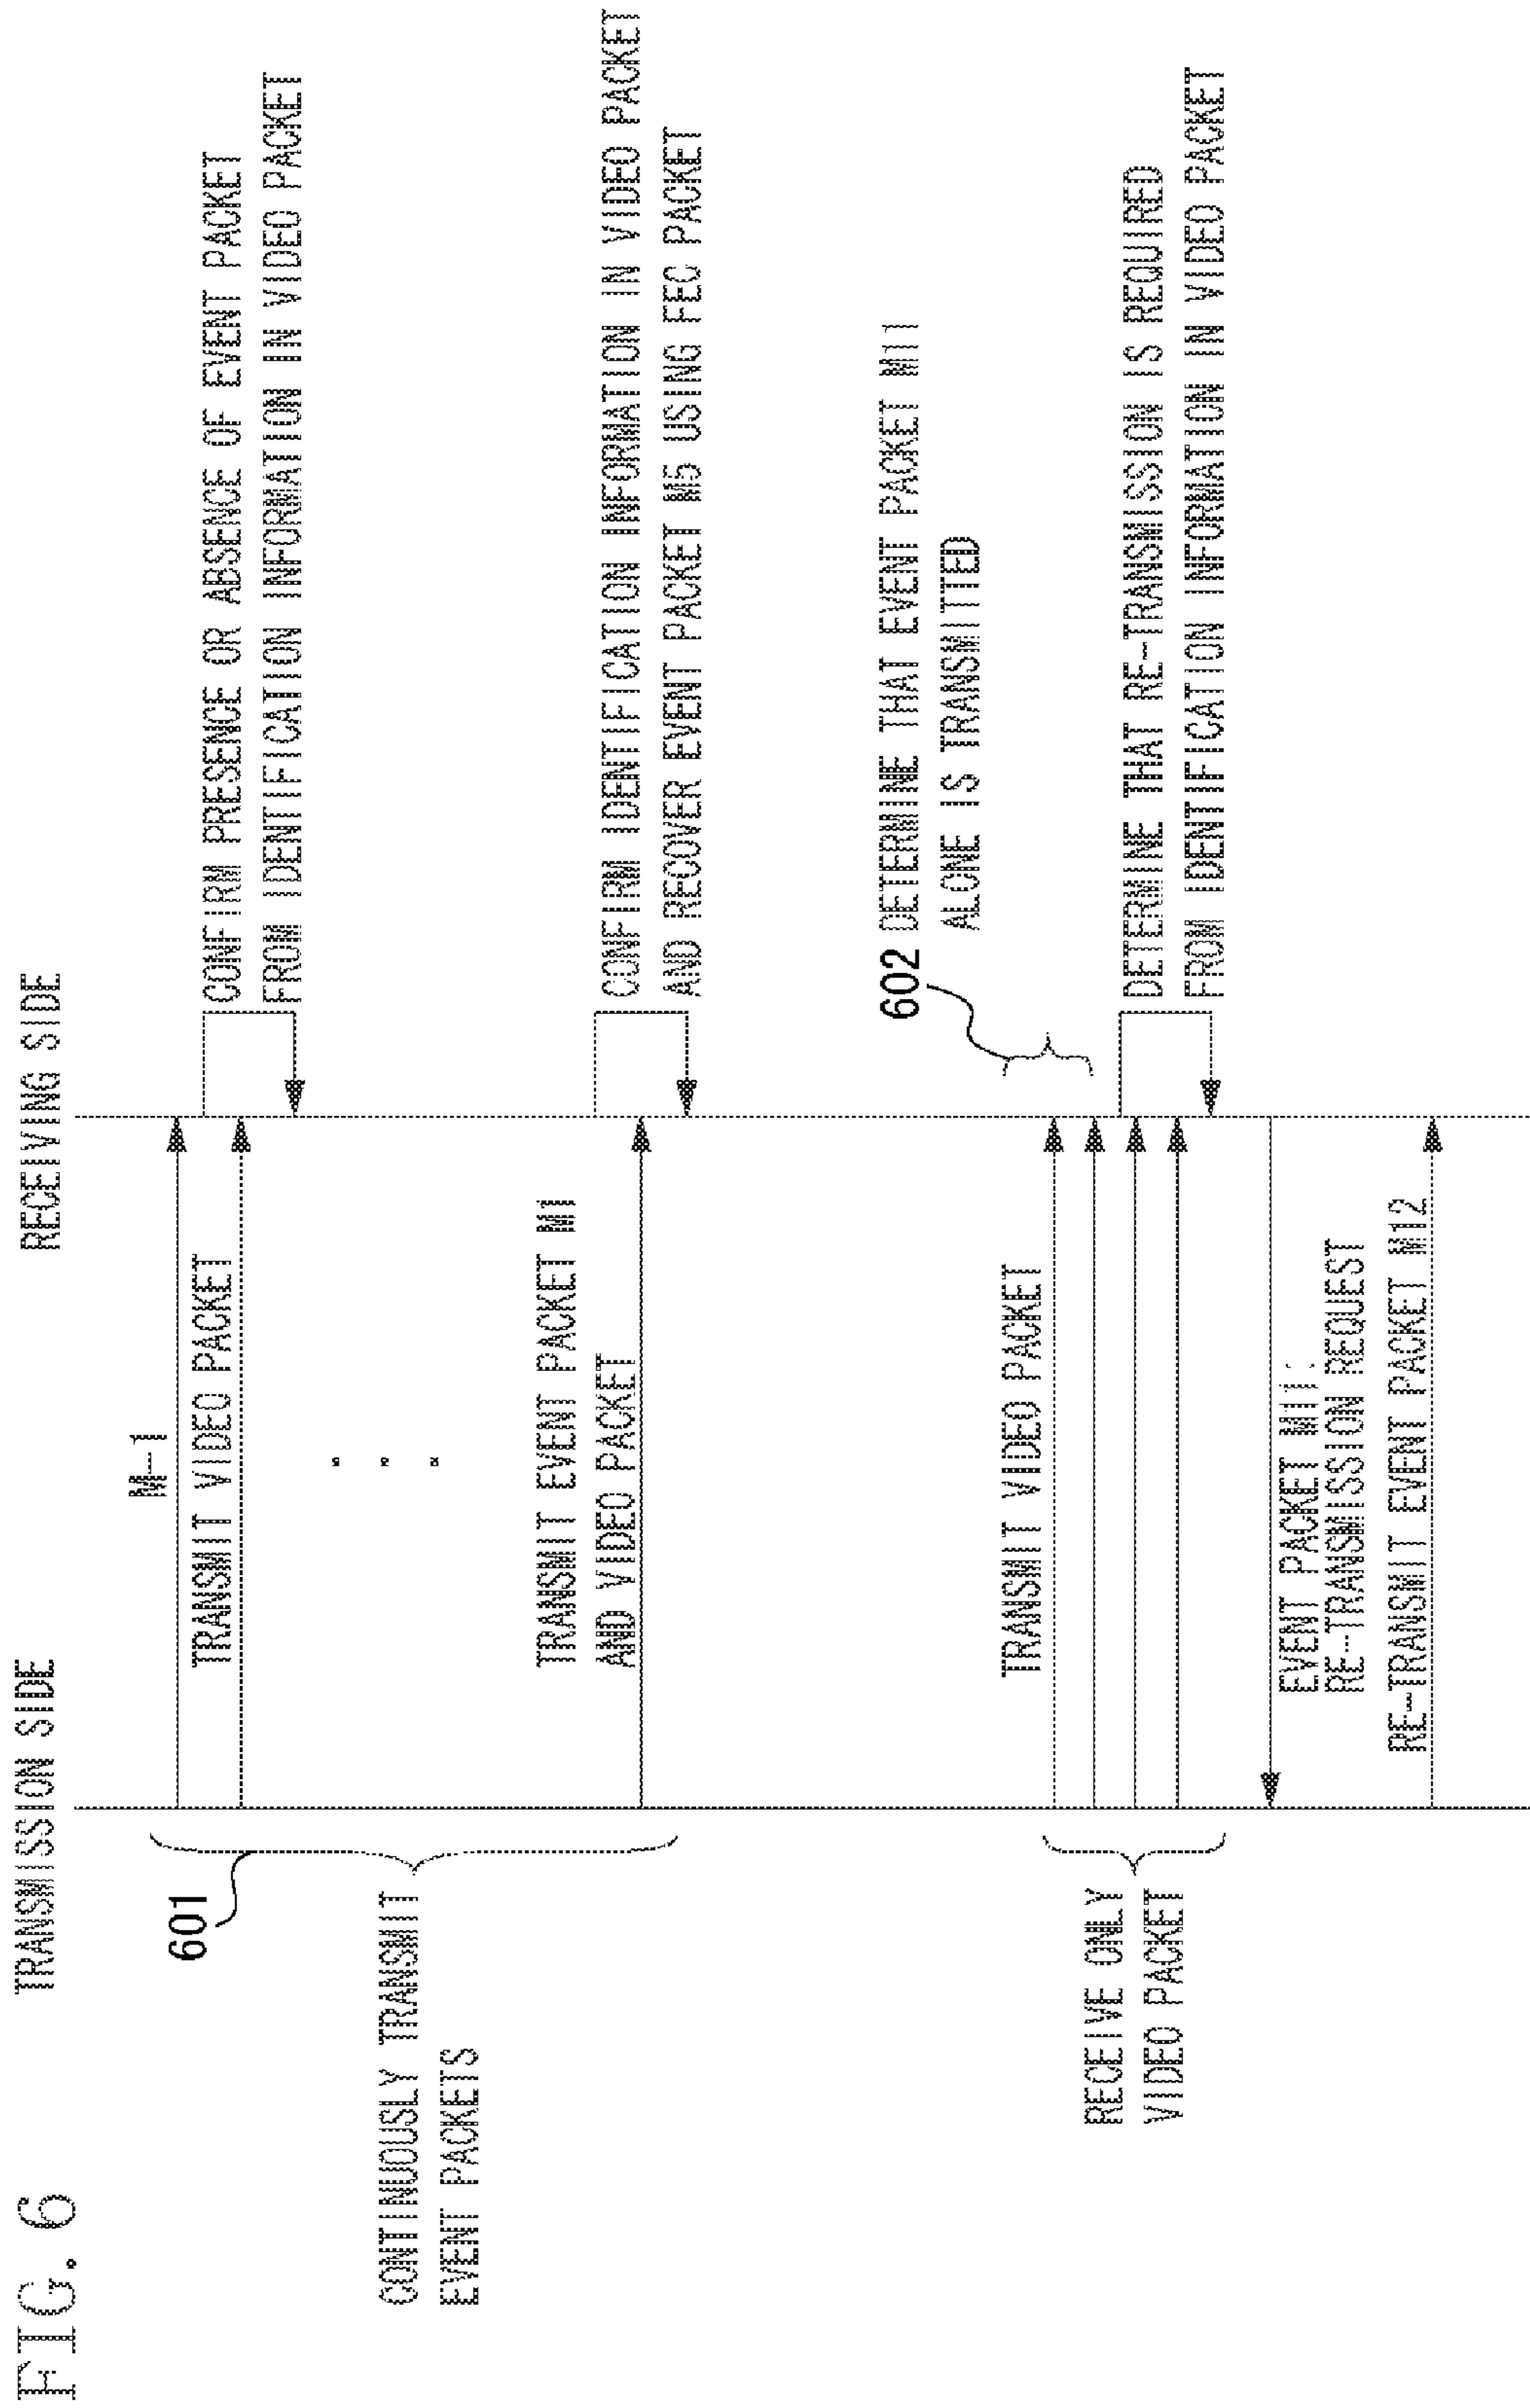 FIG. 6
TRANSMISSION SIDE
RECEIVING SIDE
M-1
601
TRANSMIT VIDEO PACKET
CONFIRM PRESENCE OR ABSENCE OF EVENT PACKET
FROM IDENTIFICATION INFORMATION IN VIDEO PACKET
CONTINUOUSLY TRANSMIT
EVENT PACKETS
TRANSMIT EVENT PACKET M1
AND VIDEO PACKET
CONFIRM IDENTIFICATION INFORMATION IN VIDEO PACKET
AND RECOVER EVENT PACKET M5 USING FEC PACKET
602
DETERMINE THAT EVENT PACKET M11
ALONE IS TRANSMITTED
TRANSMIT VIDEO PACKET
RECEIVE ONLY
VIDEO PACKET
DETERMINE THAT RE-TRANSMISSION IS REQUIRED
FROM IDENTIFICATION INFORMATION IN VIDEO PACKET
EVENT PACKET M11:
RE-TRANSMISSION REQUEST
RE-TRANSMIT EVENT PACKET M12